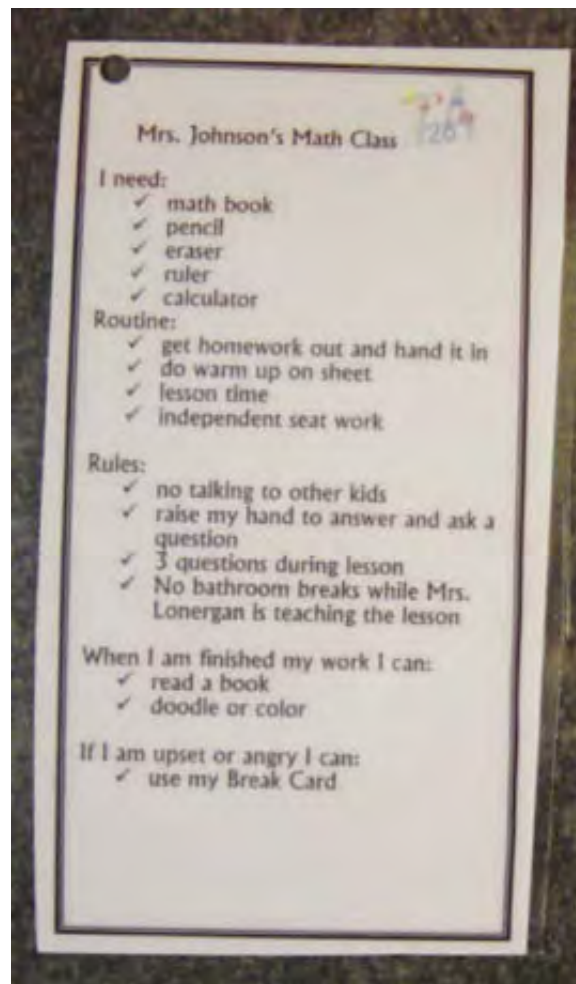 Mrs. Johnson's Math Class
I need:
✓ math book
✓ pencil
✓ eraser
✓ ruler
✓ calculator
Routine:
✓ get homework out and hand it in
✓ do warm up on sheet
✓ lesson time
✓ independent seat work
Rules:
✓ no talking to other kids
✓ raise my hand to answer and ask a
question
✓ 3 questions during lesson
✓ No bathroom breaks while Mrs.
Lonergan is teaching the lesson
When I am finished my work I can:
✓ read a book
✓ doodle or color
If I am upset or angry I can:
✓ use my Break Card